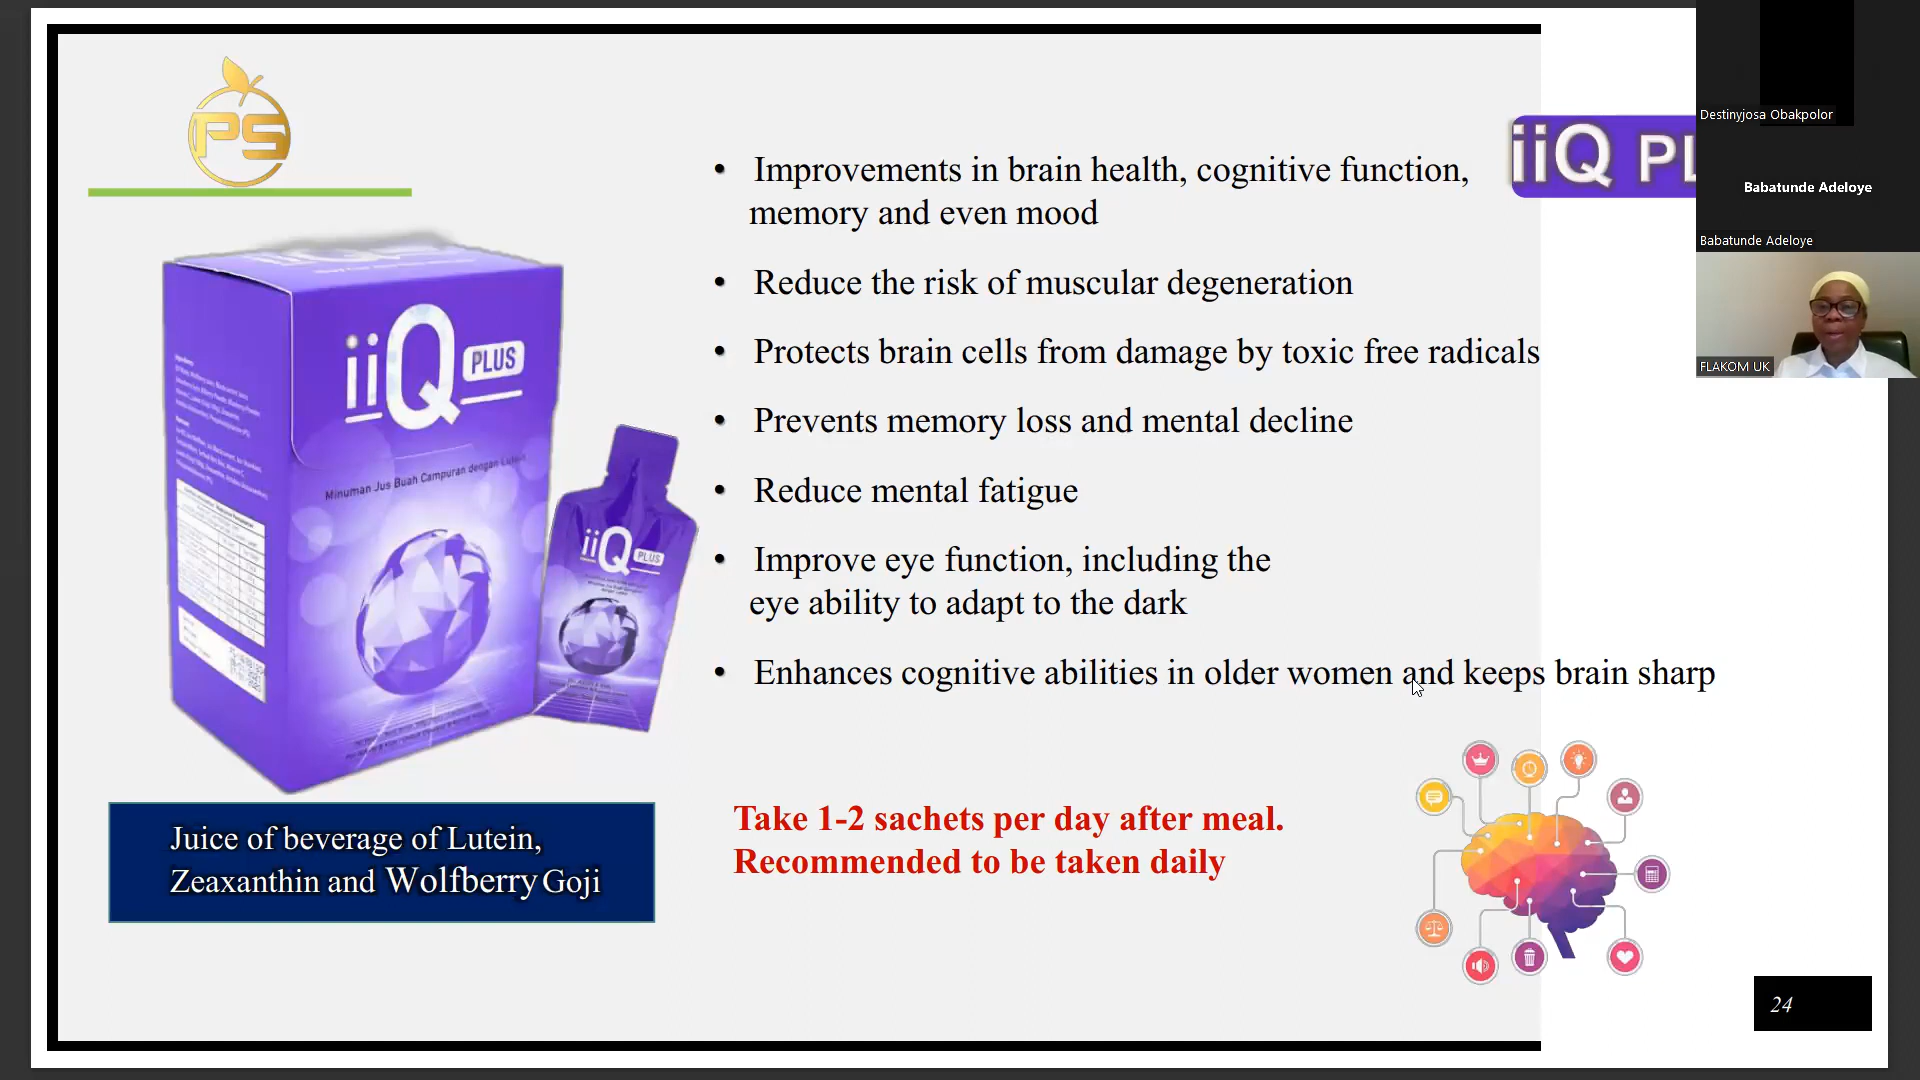 PS
iiQ PL
• Improvements in brain health, cognitive function,
memory and even mood
• Reduce the risk of muscular degeneration
• Protects brain cells from damage by toxic free radicals
• Prevents memory loss and mental decline
• Reduce mental fatigue
• Improve eye function, including the
eye ability to adapt to the dark
• Enhances cognitive abilities in older women and keeps brain sharp
Take 1-2 sachets per day after meal.
Recommended to be taken daily
iiQ PLUS
Minuman Jus Buah Campuran dengan Lutein
iiQ PLUS
Juice of beverage of Lutein,
Zeaxanthin and Wolfberry Goji
24
Destinyjosa Obakpolor
Babatunde Adeloye
Babatunde Adeloye
FLAKOM UK